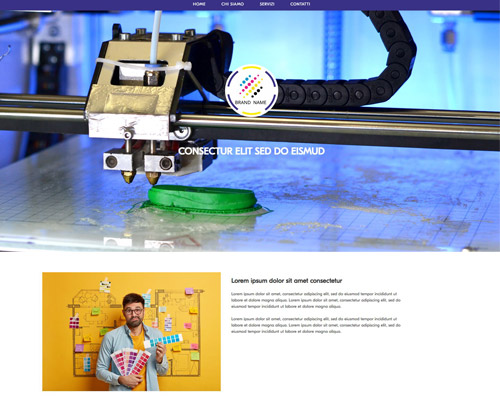 HOME CHI SIAMO SERVIZI CONTATTI
BRAND NAME
CONSECTUR ELIT SED DO EISMUD
Lorem ipsum dolor sit amet consectetur
Lorem ipsum dolor sit amet, consectetur adipiscing elit, sed do eiusmod tempor incididunt ut
labore et dolore magna aliqua. Lorem ipsum dolor sit amet, consectetur adipiscing elit, sed do
eiusmod tempor incididunt ut labore et dolore magna aliqua.
Lorem ipsum dolor sit amet, consectetur adipiscing elit, sed do eiusmod tempor incididunt ut
labore et dolore magna aliqua. Lorem ipsum dolor sit amet, consectetur adipiscing elit, sed do
eiusmod tempor incididunt ut labore et dolore magna aliqua.